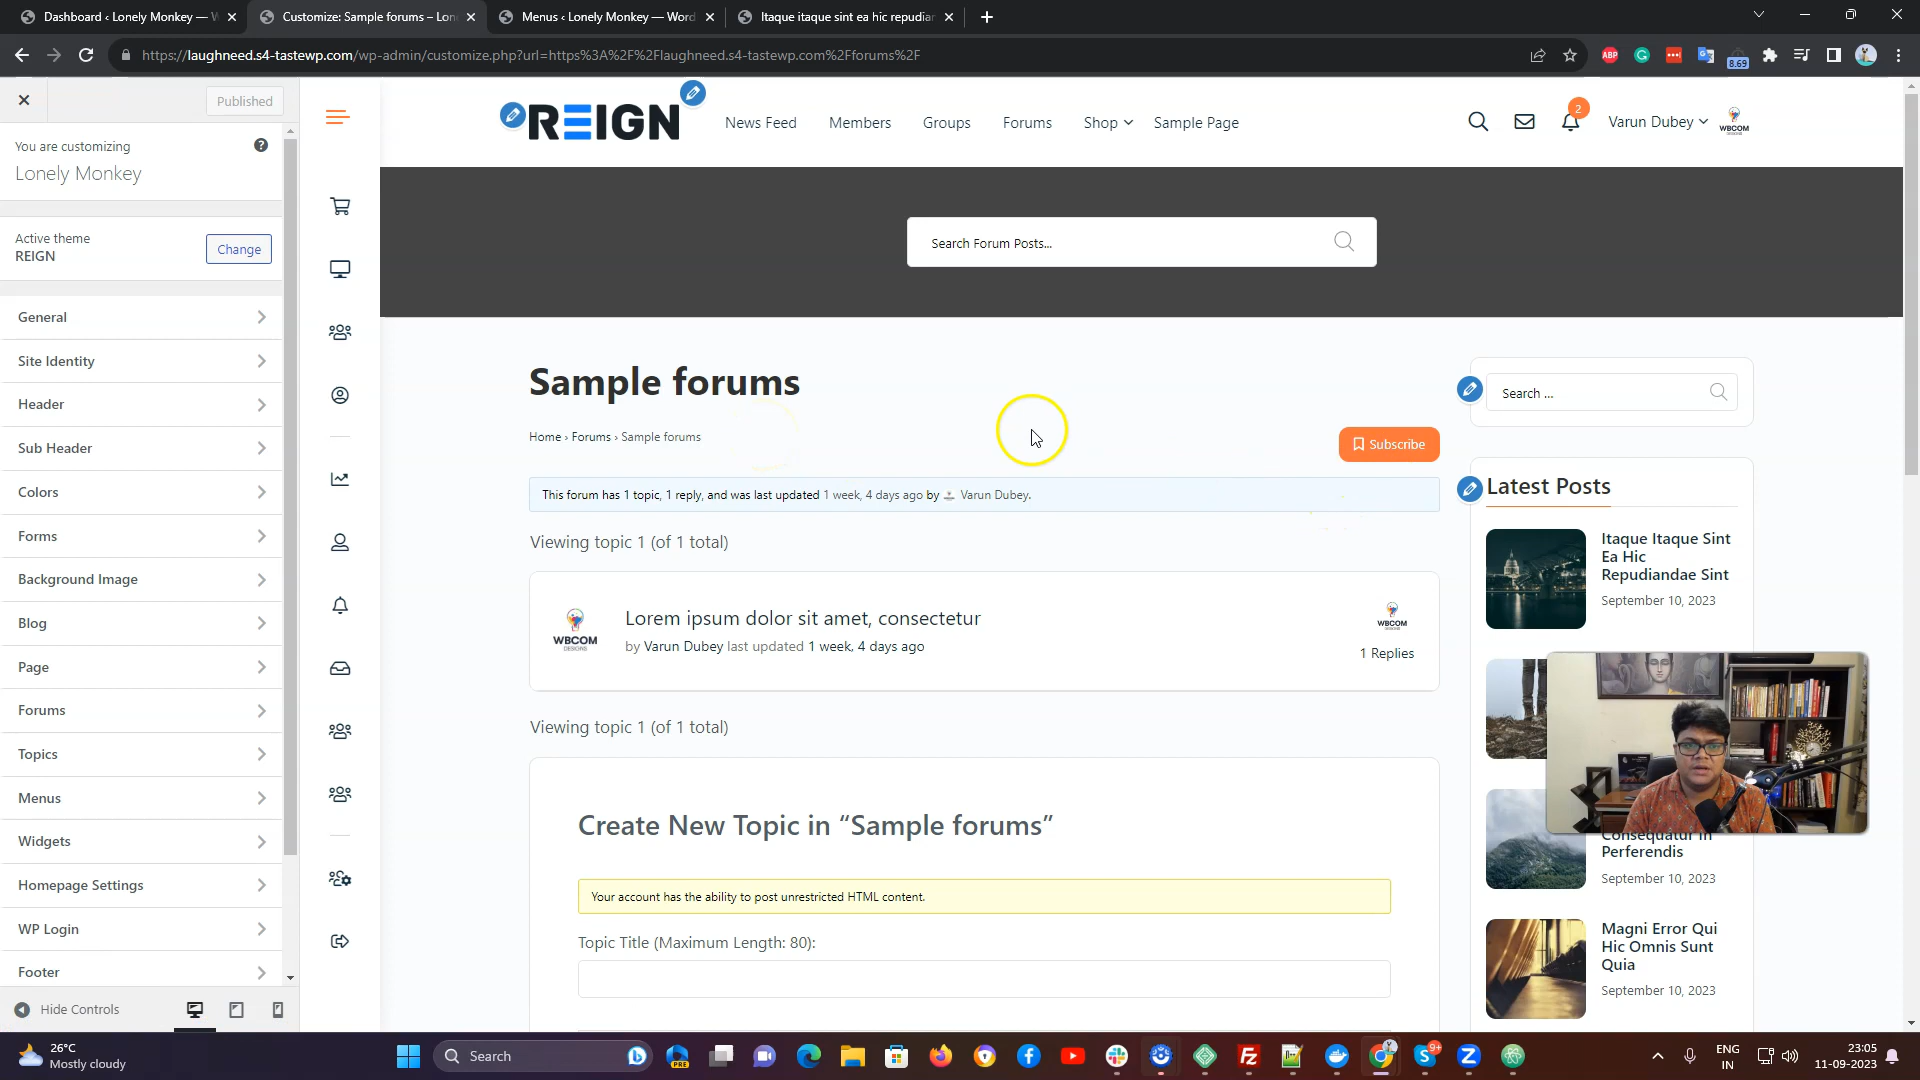 Dashboard ‹ Lonely Monkey — W
Customize: Sample forums – Lon
Menus ‹ Lonely Monkey — Word
Itaque itaque sint ea hic repudiar
https://laughneed.s4-tastewp.com/wp-admin/customize.php?url=https%3A%2F%2Flaughneed.s4-tastewp.com%2Fforums%2F
ABP
8.69
Published
You are customizing
Lonely Monkey
Active theme
REIGN
Change
General
Site Identity
Header
Sub Header
Colors
Forms
Background Image
Blog
Page
Forums
Topics
Menus
Widgets
Homepage Settings
WP Login
Footer
Hide Controls
REIGN
News Feed
Members
Groups
Forums
Shop
Sample Page
2
Varun Dubey
WBCOM
Search Forum Posts...
Sample forums
Home › Forums › Sample forums
Subscribe
This forum has 1 topic, 1 reply, and was last updated 1 week, 4 days ago by Varun Dubey.
Viewing topic 1 (of 1 total)
WBCOM
DESIGNS
Lorem ipsum dolor sit amet, consectetur
by Varun Dubey last updated 1 week, 4 days ago
WBCOM
1 Replies
Viewing topic 1 (of 1 total)
Create New Topic in “Sample forums”
Your account has the ability to post unrestricted HTML content.
Topic Title (Maximum Length: 80):
Search ...
Latest Posts
Itaque Itaque Sint
Ea Hic
Repudiandae Sint
September 10, 2023
Consequatur In
Perferendis
September 10, 2023
Magni Error Qui
Hic Omnis Sunt
Quia
September 10, 2023
26°C
Mostly cloudy
Search
PRE
9+
ENG
IN
23:05
11-09-2023